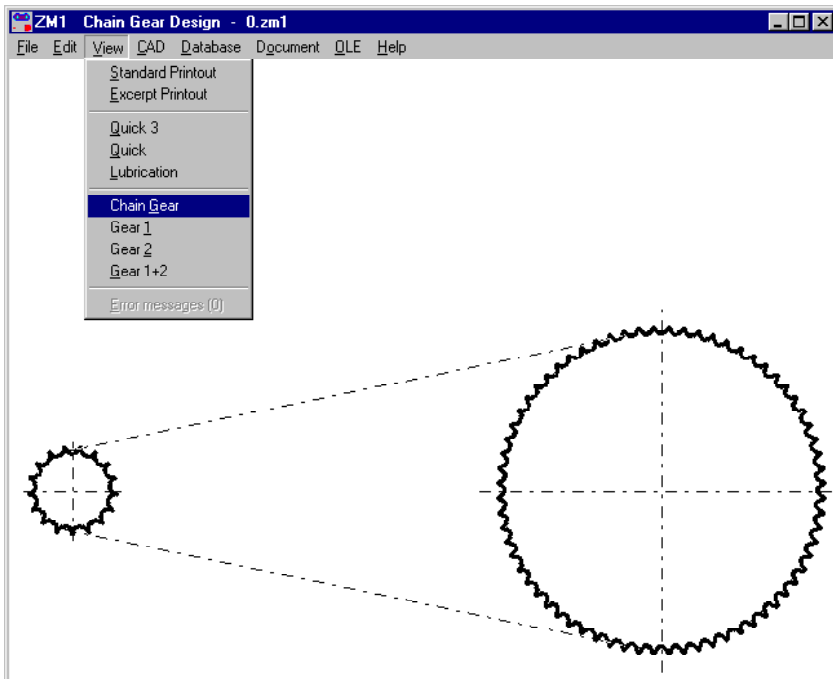 ZM1 Chain Gear Design - 0.zm1
File Edit View CAD Database Document OLE Help
Standard Printout
Excerpt Printout
Quick 3
Quick
Lubrication
Chain Gear
Gear 1
Gear 2
Gear 1+2
Error messages (0)